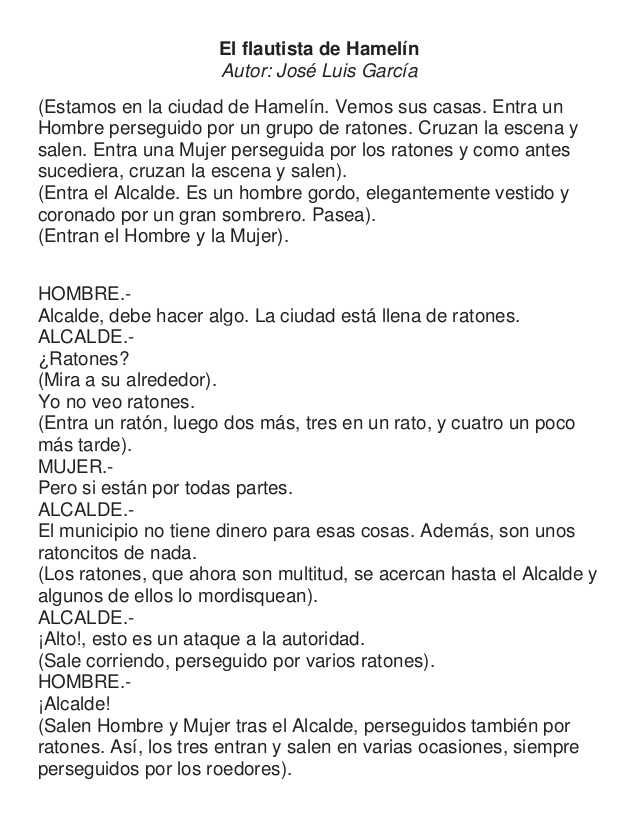 El flautista de Hamelín
Autor: José Luis García
(Estamos en la ciudad de Hamelín. Vemos sus casas. Entra un
Hombre perseguido por un grupo de ratones. Cruzan la escena y
salen. Entra una Mujer perseguida por los ratones y como antes
sucediera, cruzan la escena y salen).
(Entra el Alcalde. Es un hombre gordo, elegantemente vestido y
coronado por un gran sombrero. Pasea).
(Entran el Hombre y la Mujer).
HOMBRE.-
Alcalde, debe hacer algo. La ciudad está llena de ratones.
ALCALDE.-
¿Ratones?
(Mira a su alrededor).
Yo no veo ratones.
(Entra un ratón, luego dos más, tres en un rato, y cuatro un poco
más tarde).
MUJER.-
Pero si están por todas partes.
ALCALDE.-
El municipio no tiene dinero para esas cosas. Además, son unos
ratoncitos de nada.
(Los ratones, que ahora son multitud, se acercan hasta el Alcalde y
algunos de ellos lo mordisquean).
ALCALDE.-
¡Alto!, esto es un ataque a la autoridad.
(Sale corriendo, perseguido por varios ratones).
HOMBRE.-
¡Alcalde!
(Salen Hombre y Mujer tras el Alcalde, perseguidos también por
ratones. Así, los tres entran y salen en varias ocasiones, siempre
perseguidos por los roedores).